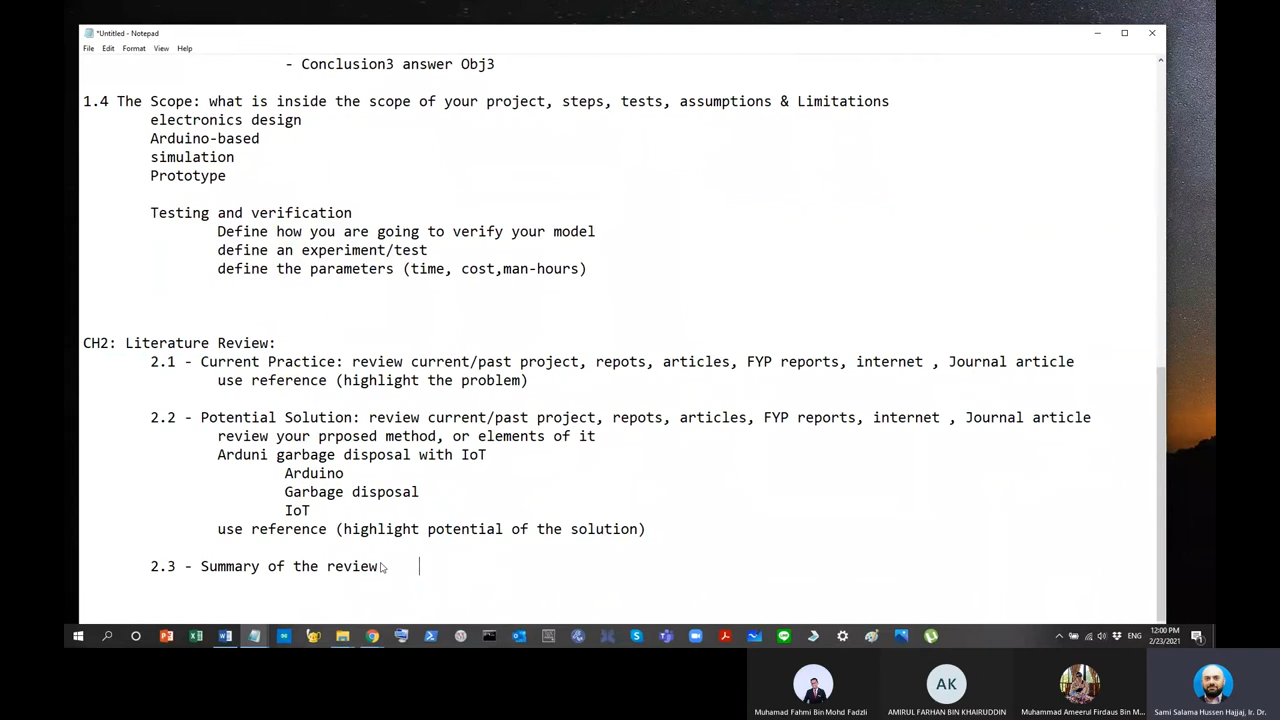 *Untitled - Notepad
File Edit Format View Help
- Conclusion3 answer Obj3
1.4 The Scope: what is inside the scope of your project, steps, tests, assumptions & Limitations
electronics design
Arduino-based
simulation
Prototype
Testing and verification
Define how you are going to verify your model
define an experiment/test
define the parameters (time, cost,man-hours)
CH2: Literature Review:
2.1 - Current Practice: review current/past project, repots, articles, FYP reports, internet , Journal article
use reference (highlight the problem)
2.2 - Potential Solution: review current/past project, repots, articles, FYP reports, internet , Journal article
review your prposed method, or elements of it
Arduni garbage disposal with IoT
Arduino
Garbage disposal
IoT
use reference (highlight potential of the solution)
2.3 - Summary of the review
ENG
12:00 PM
2/23/2021
AK
Muhamad Fahmi Bin Mohd Fadzli
AMIRUL FARHAN BIN KHAIRUDDIN
Muhammad Ameerul Firdaus Bin M...
Sami Salama Hussen Hajjaj, Ir. Dr.